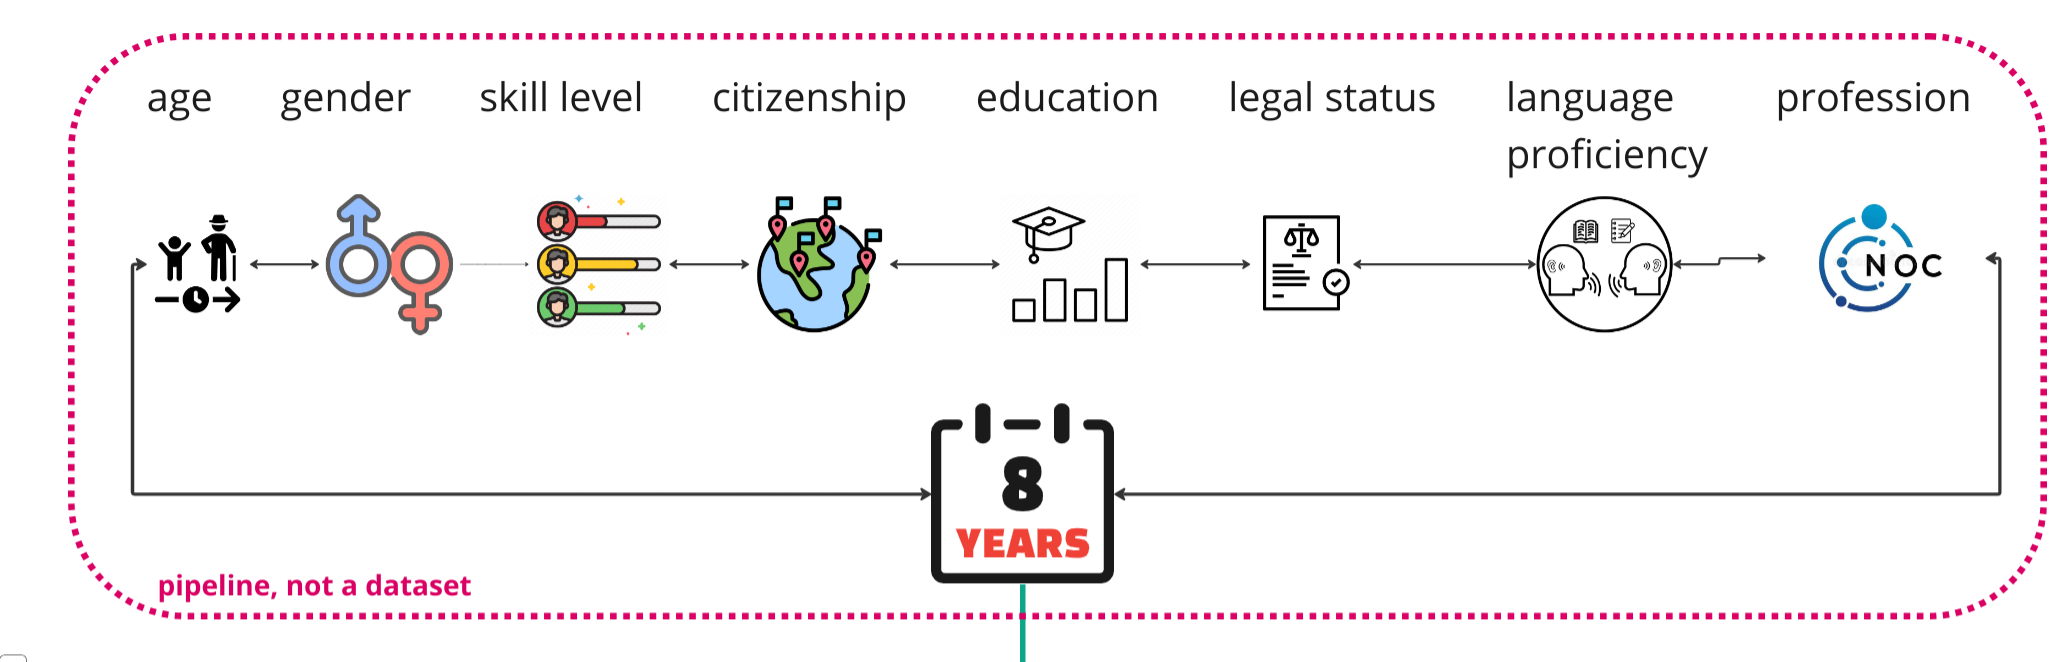 age
gender
skill level
citizenship
education
legal status
language
proficiency
profession
NOC
8
YEARS
pipeline, not a dataset